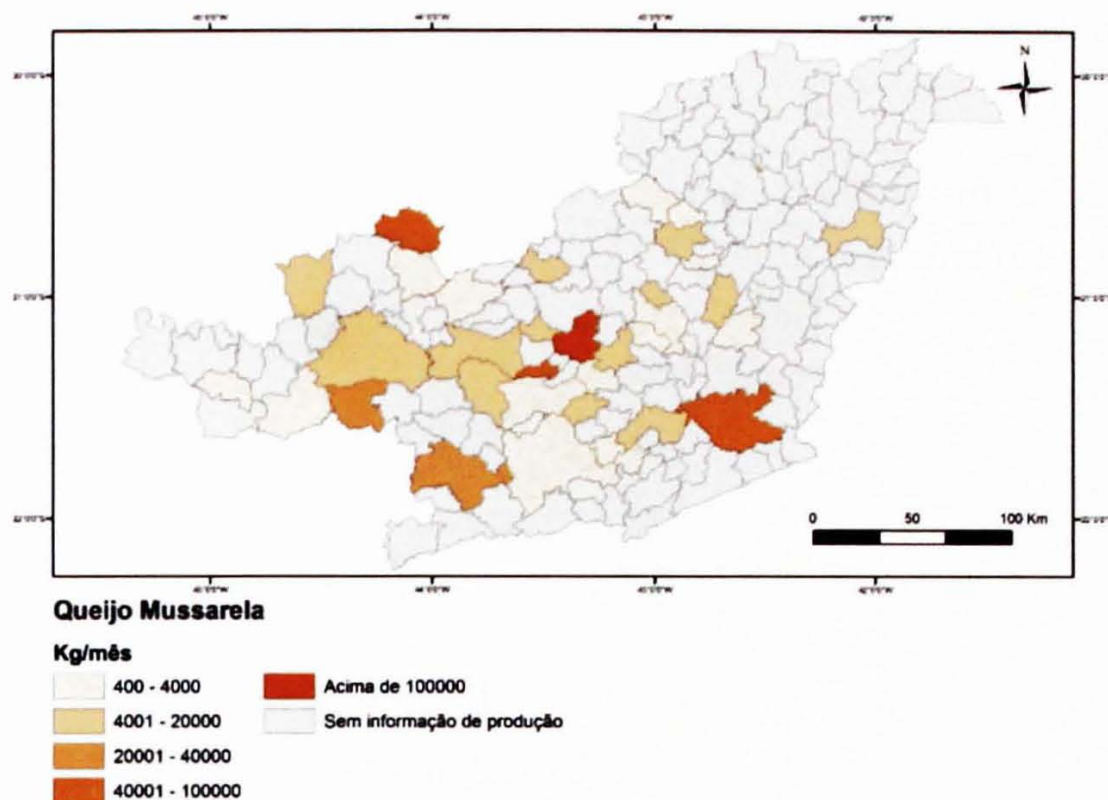 N
0 50 100 Km
Queijo Mussarela
Kg/mês
400 - 4000
4001 - 20000
20001 - 40000
40001 - 100000
Acima de 100000
Sem informação de produção